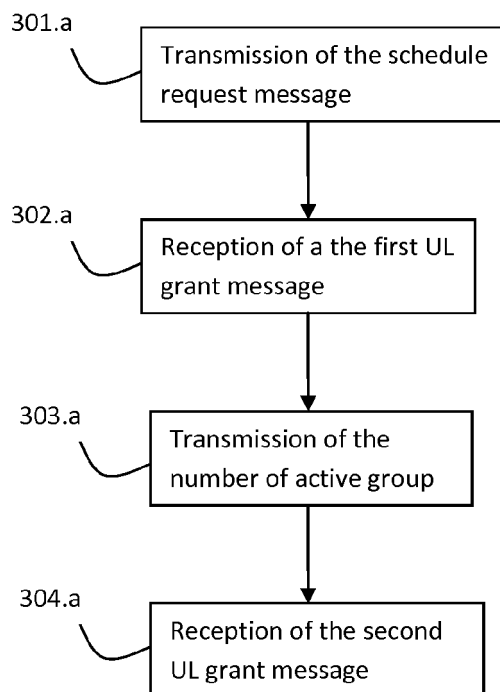 301.a
Transmission of the schedule
request message
302.a
Reception of a the first UL
grant message
303.a
Transmission of the
number of active group
304.a
Reception of the second
UL grant message